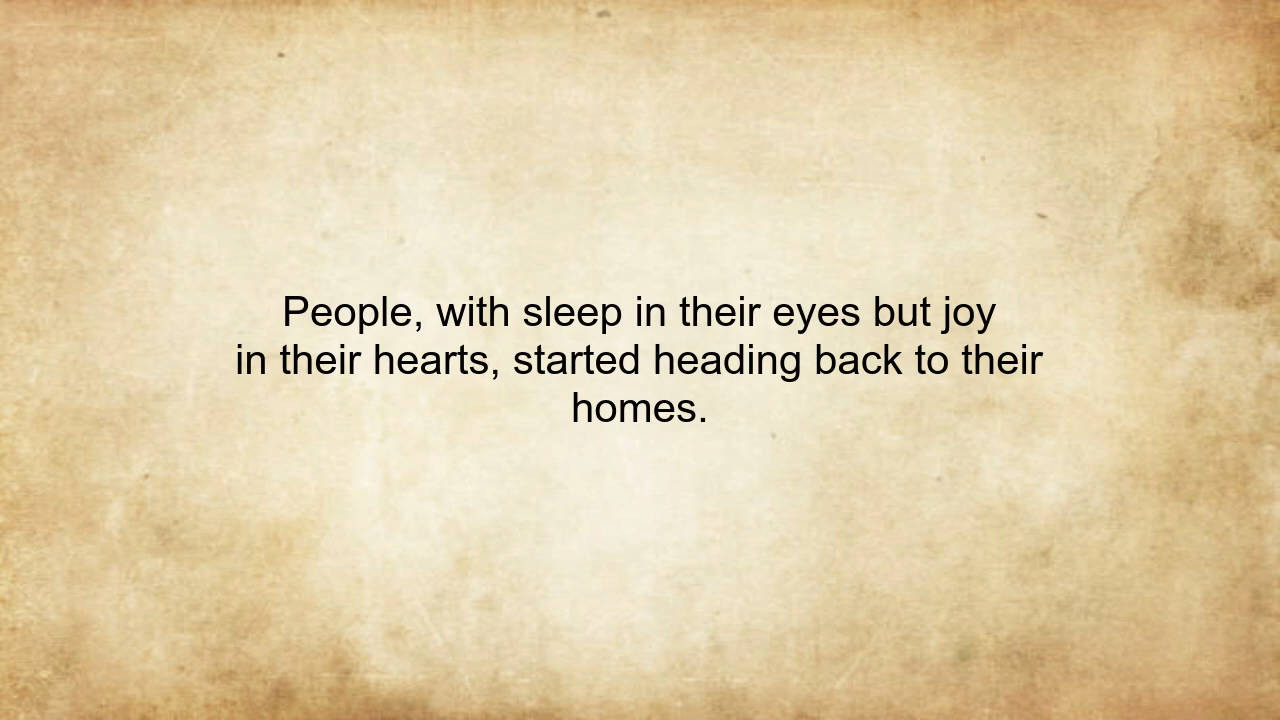 People, with sleep in their eyes but joy
in their hearts, started heading back to their
homes.